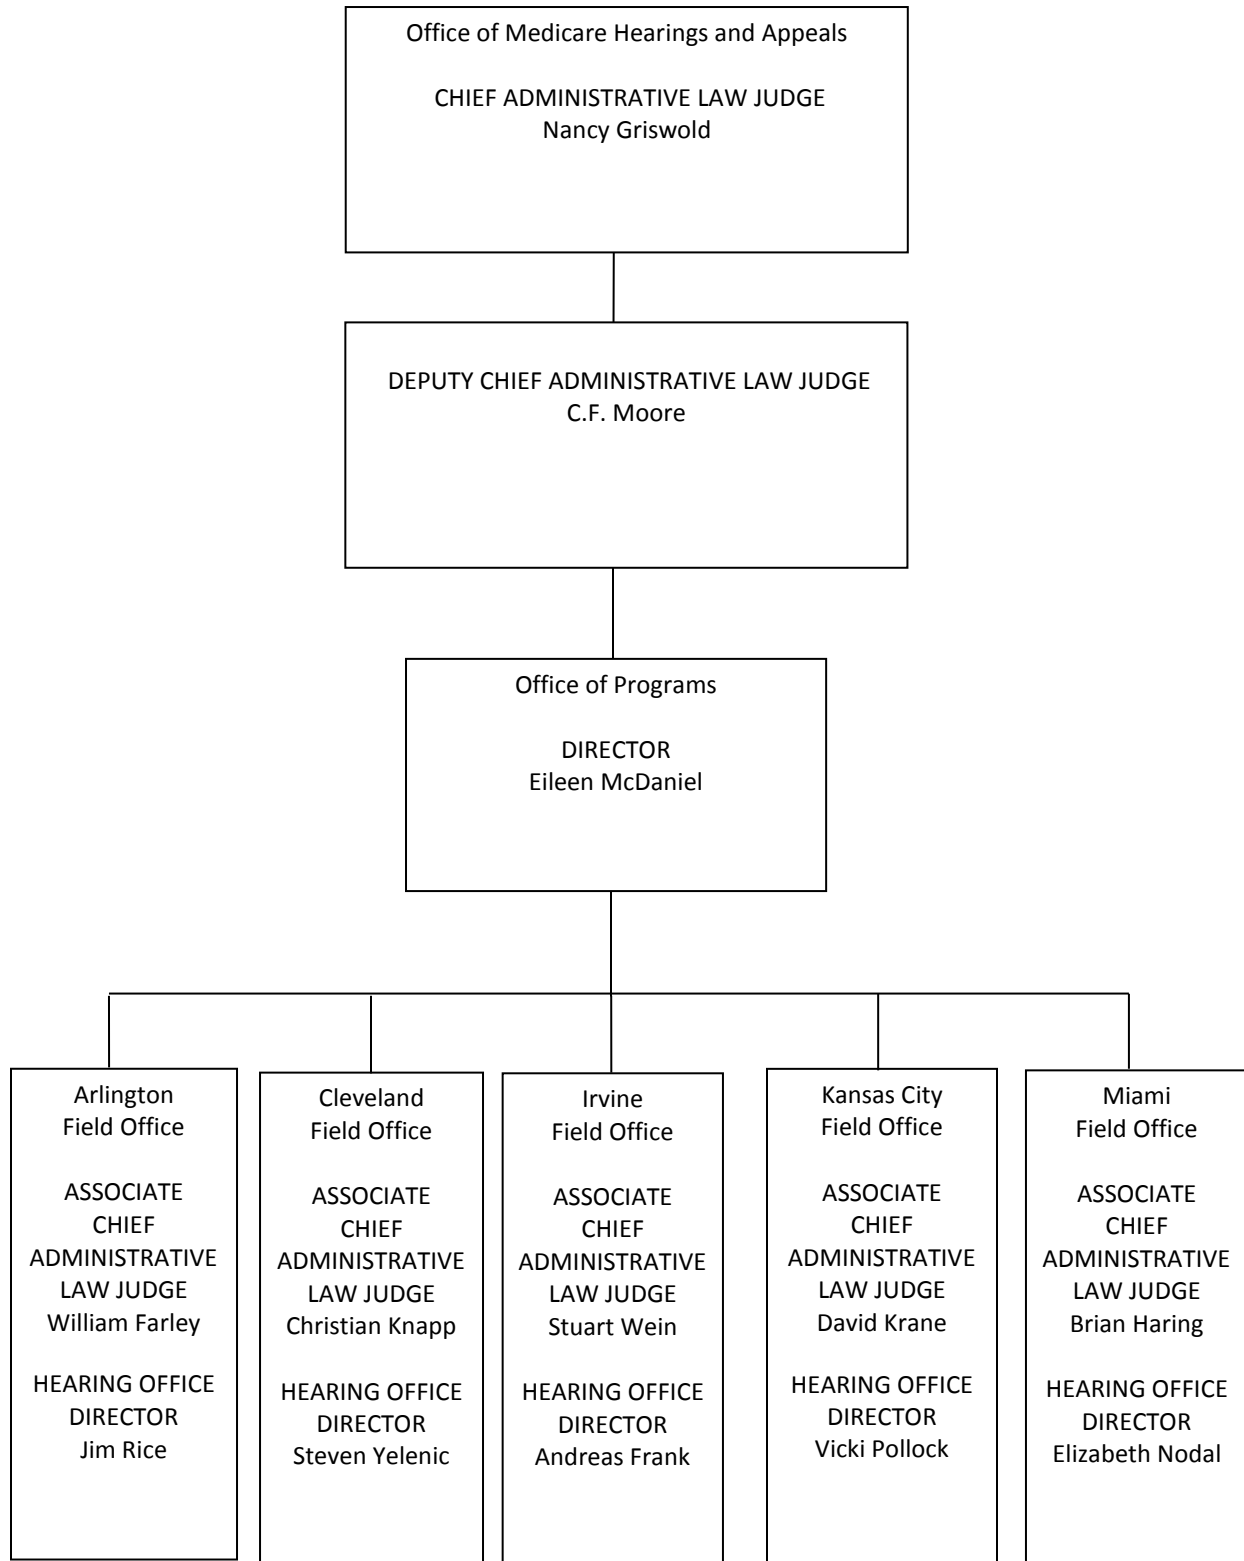 Office of Medicare Hearings and Appeals
CHIEF ADMINISTRATIVE LAW JUDGE
Nancy Griswold
DEPUTY CHIEF ADMINISTRATIVE LAW JUDGE
C.F. Moore
Office of Programs
DIRECTOR
Eileen McDaniel
Arlington
Field Office
ASSOCIATE
CHIEF
ADMINISTRATIVE
LAW JUDGE
William Farley
HEARING OFFICE
DIRECTOR
Jim Rice
Cleveland
Field Office
ASSOCIATE
CHIEF
ADMINISTRATIVE
LAW JUDGE
Christian Knapp
HEARING OFFICE
DIRECTOR
Steven Yelenic
Irvine
Field Office
ASSOCIATE
CHIEF
ADMINISTRATIVE
LAW JUDGE
Stuart Wein
HEARING OFFICE
DIRECTOR
Andreas Frank
Kansas City
Field Office
ASSOCIATE
CHIEF
ADMINISTRATIVE
LAW JUDGE
David Krane
HEARING OFFICE
DIRECTOR
Vicki Pollock
Miami
Field Office
ASSOCIATE
CHIEF
ADMINISTRATIVE
LAW JUDGE
Brian Haring
HEARING OFFICE
DIRECTOR
Elizabeth Nodal